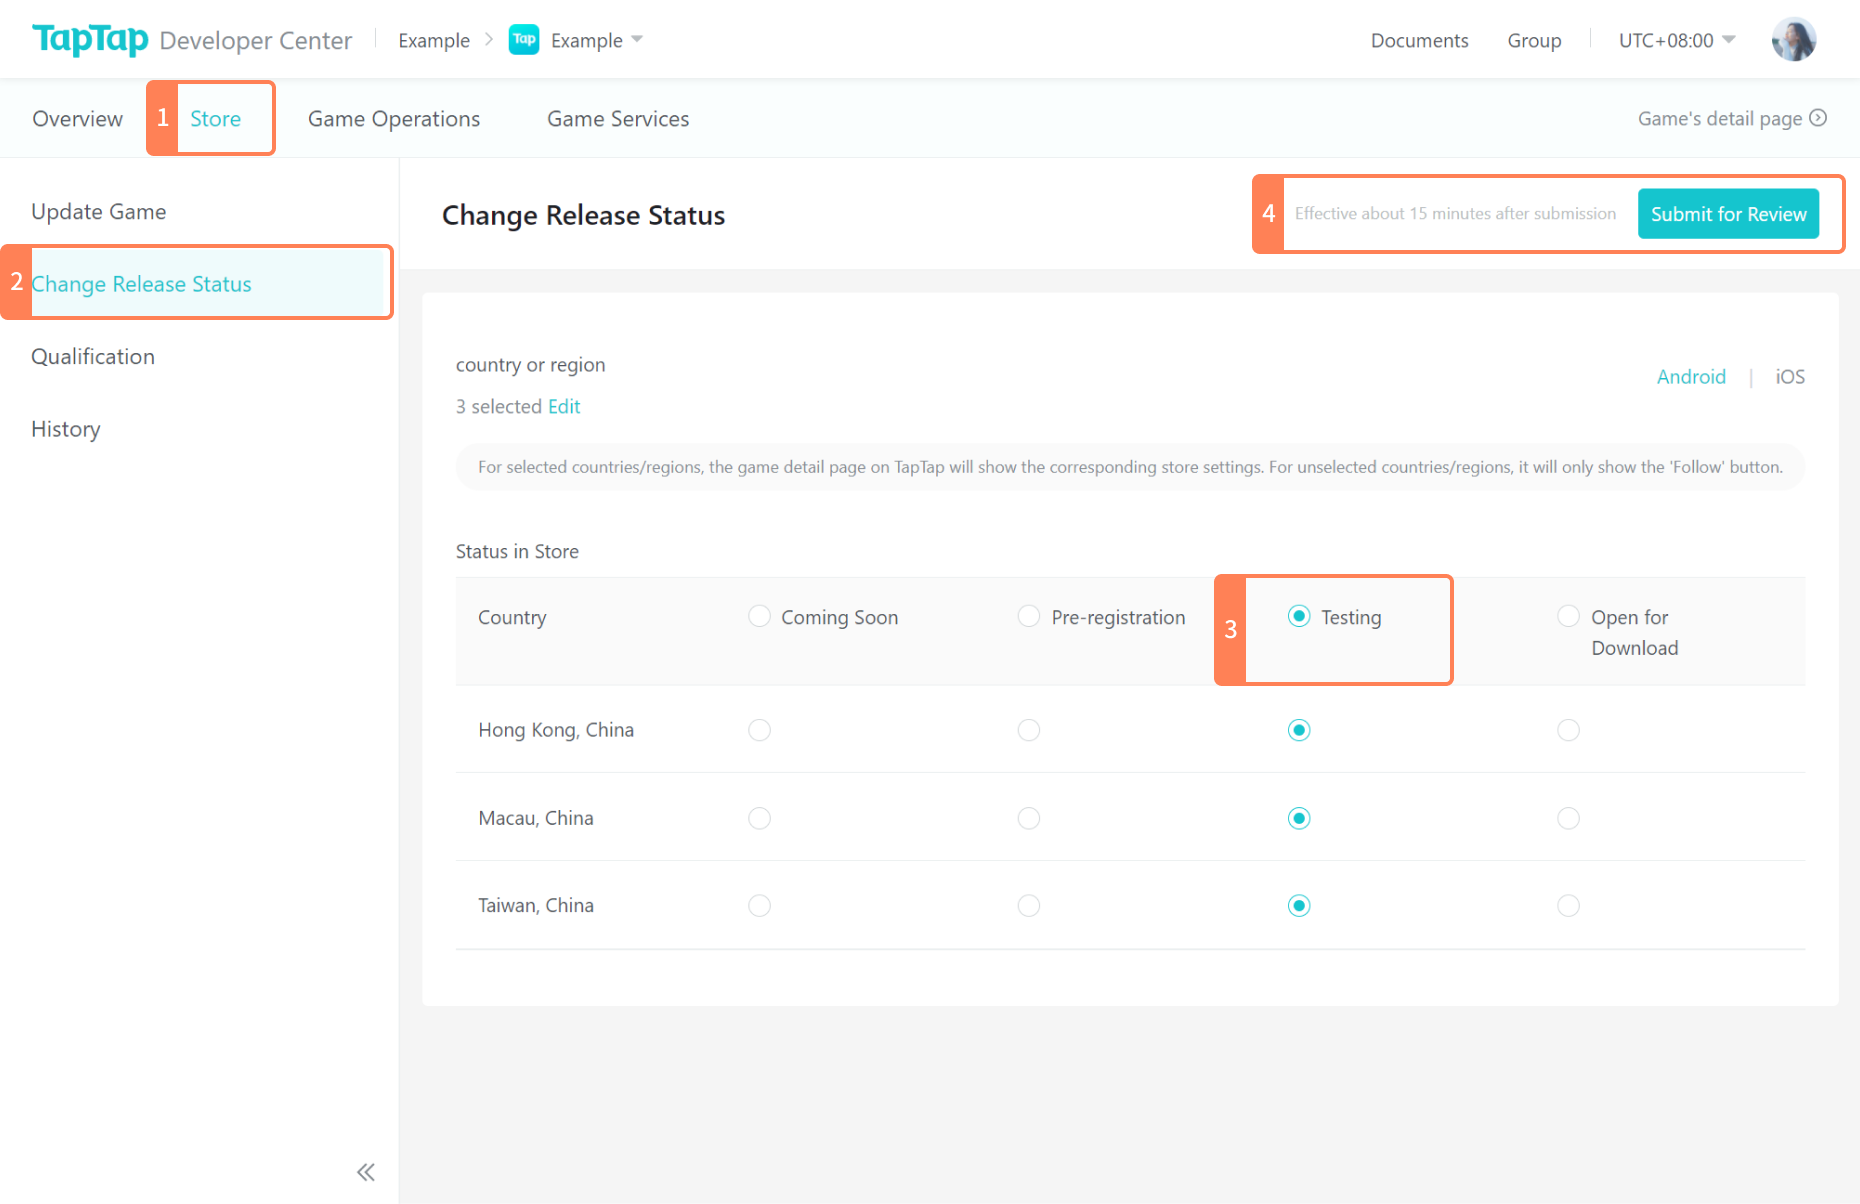 TapTap Developer Center
Example
Tap
Example
Documents
Group
UTC+08:00
Overview
1
Store
Game Operations
Game Services
Game's detail page
Update Game
2
Change Release Status
Qualification
History
Change Release Status
4
Effective about 15 minutes after submission
Submit for Review
country or region
3 selected Edit
Android | iOS
For selected countries/regions, the game detail page on TapTap will show the corresponding store settings. For unselected countries/regions, it will only show the 'Follow' button.
Status in Store
Country
Coming Soon
Pre-registration
3
Testing
Open for
Download
Hong Kong, China
Macau, China
Taiwan, China